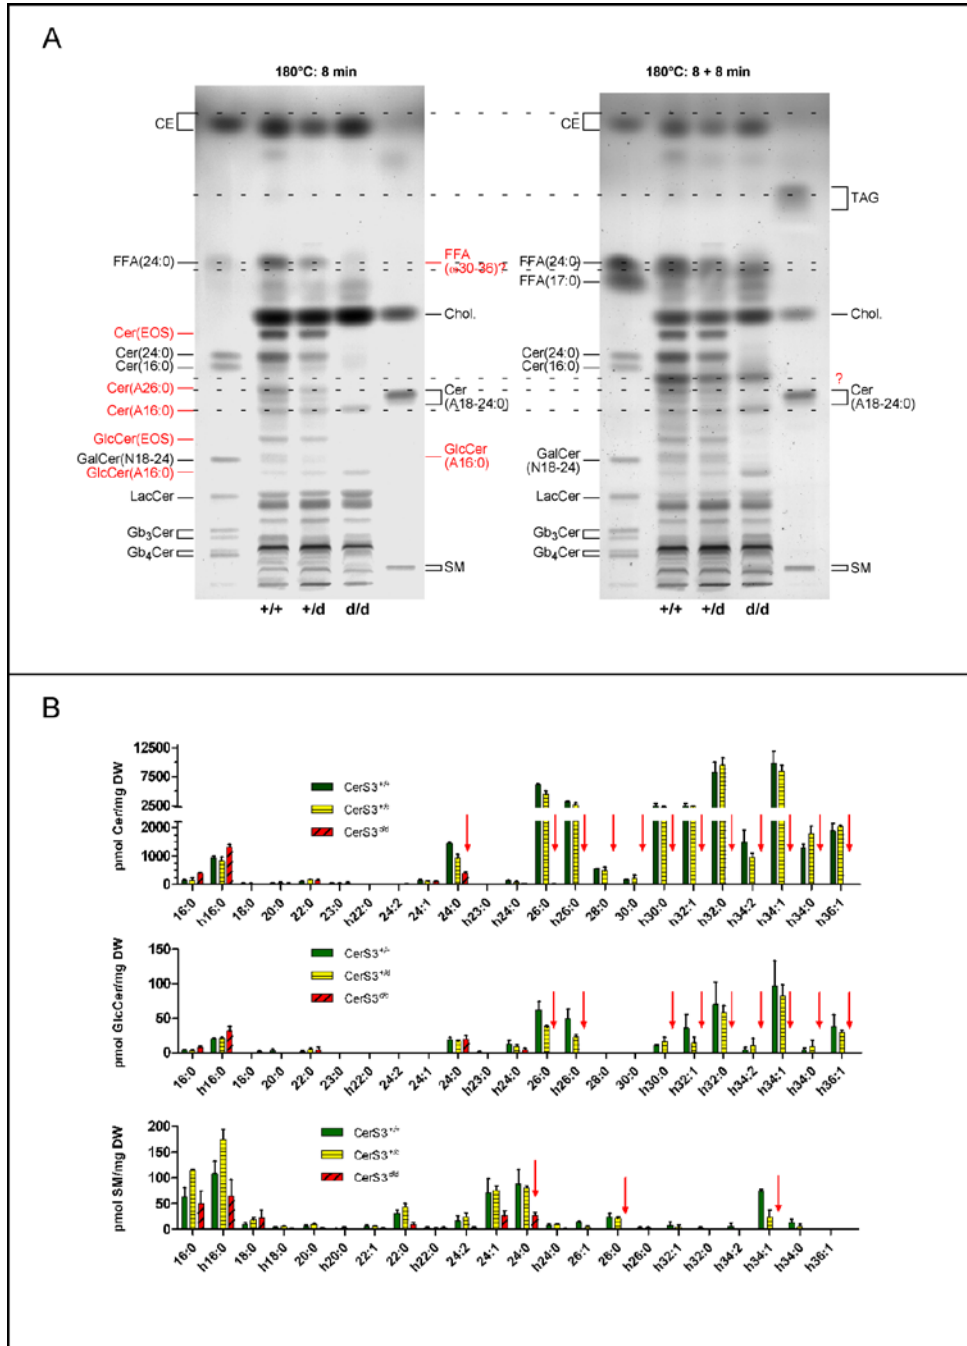 A
180°C: 8 min
180°C: 8 + 8 min
CE
FFA(24:0)
Cer(EOS)
Cer(24:0)
Cer(16:0)
Cer(A26:0)
Cer(A16:0)
GlcCer(EOS)
GalCer(N18-24)
GlcCer(A16:0)
LacCer
Gb3Cer
Gb4Cer
FFA
(ω30-36)?
Chol.
Cer
(A18-24:0)
GlcCer
(A16:0)
SM
+/+ +/d d/d
CE
FFA(24:0)
FFA(17:0)
Cer(24:0)
Cer(16:0)
GalCer
(N18-24)
LacCer
Gb3Cer
Gb4Cer
TAG
Chol.
?
Cer
(A18-24:0)
SM
+/+ +/d d/d
B
pmol Cer/mg DW
12500
7500
2500
2000
1000
0
CerS3+/+
CerS3+/d
CerS3d/d
16:0 h16:0 18:0 20:0 22:0 23:0 h22:0 24:2 24:1 24:0 h23:0 h24:0 26:0 h26:0 28:0 30:0 h30:0 h32:1 h32:0 h34:2 h34:1 h34:0 h36:1
pmol GlcCer/mg DW
150
100
50
0
CerS3+/+
CerS3+/d
CerS3d/d
16:0 h16:0 18:0 20:0 22:0 23:0 h22:0 24:2 24:1 24:0 h23:0 h24:0 26:0 h26:0 28:0 30:0 h30:0 h32:1 h32:0 h34:2 h34:1 h34:0 h36:1
pmol SM/mg DW
200
150
100
50
0
CerS3+/+
CerS3+/d
CerS3d/d
16:0 h16:0 18:0 h18:0 20:0 h20:0 22:1 22:0 h22:0 24:2 24:1 24:0 h24:0 26:1 26:0 h26:0 h32:1 h32:0 h34:2 h34:1 h34:0 h36:1